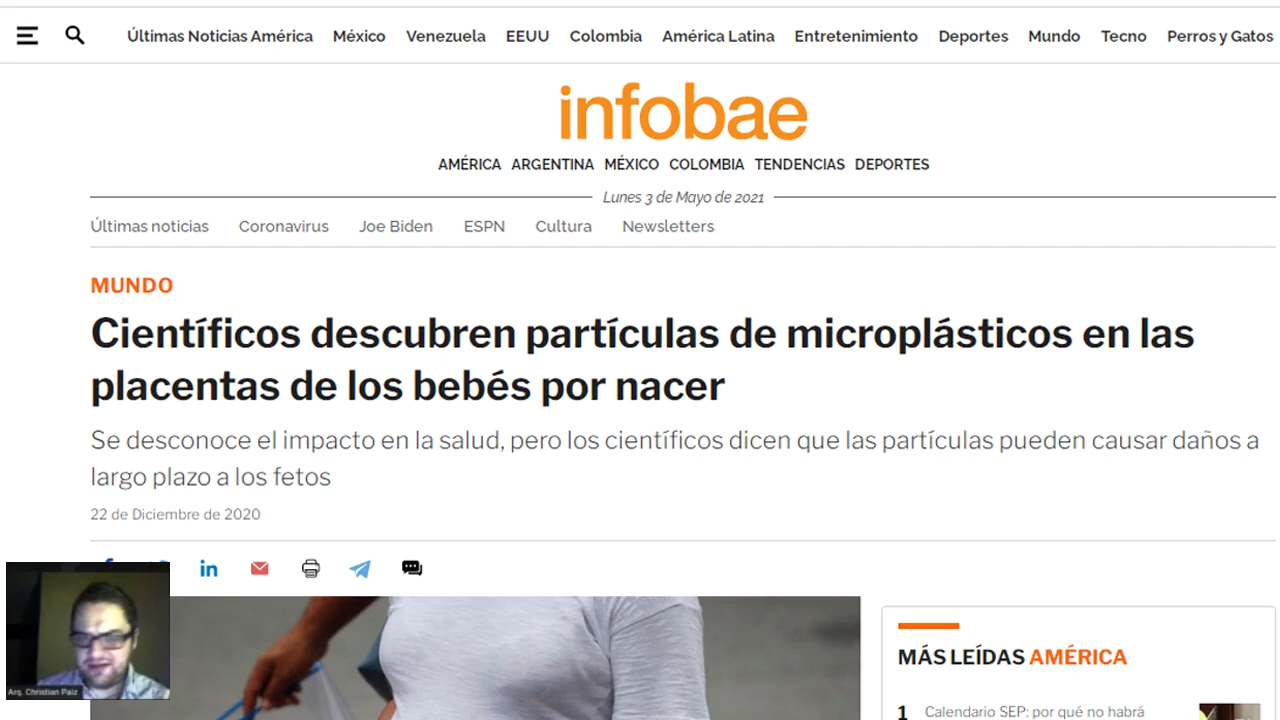 Últimas Noticias América México Venezuela EEUU Colombia América Latina Entretenimiento Deportes Mundo Tecno Perros y Gatos
infobae
AMÉRICA ARGENTINA MÉXICO COLOMBIA TENDENCIAS DEPORTES
Lunes 3 de Mayo de 2021
Últimas noticias Coronavirus Joe Biden ESPN Cultura Newsletters
MUNDO
Científicos descubren partículas de microplásticos en las
placentas de los bebés por nacer
Se desconoce el impacto en la salud, pero los científicos dicen que las partículas pueden causar daños a
largo plazo a los fetos
22 de Diciembre de 2020
in
MÁS LEÍDAS AMÉRICA
1 Calendario SEP: por qué no habrá
Arq. Christian Paiz